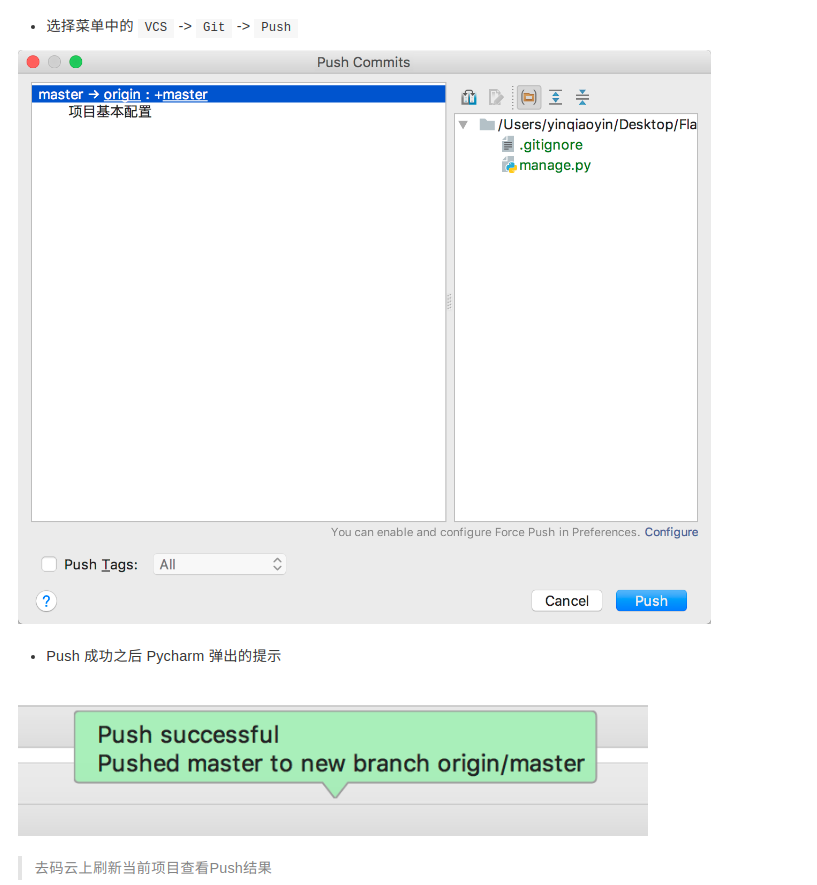 选择菜单中的 VCS -> Git -> Push
Push Commits
master → origin : +master
项目基本配置
/Users/yinqiaoyin/Desktop/Fla
.gitignore
manage.py
You can enable and configure Force Push in Preferences. Configure
Push Tags: All
? Cancel Push
Push 成功之后 Pycharm 弹出的提示
Push successful
Pushed master to new branch origin/master
去码云上刷新当前项目查看Push结果